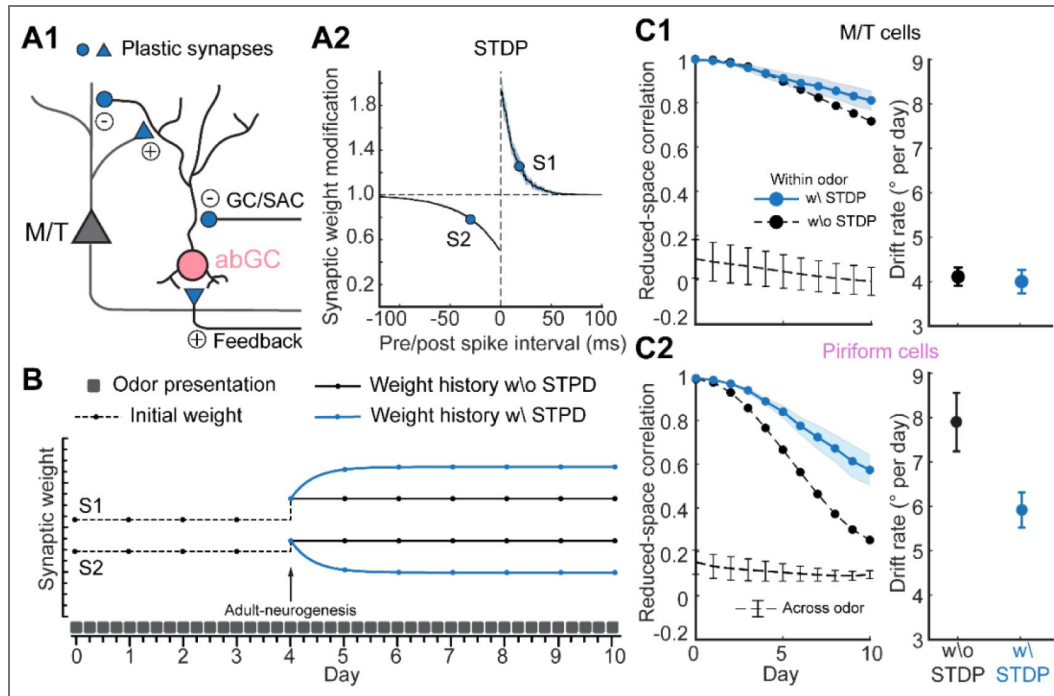 A1
Plastic synapses
-
+
M/T
- GC/SAC
abGC
+ Feedback
A2
STDP
Synaptic weight modification
1.8
1.4
1.0
0.6
0.2
S1
S2
-100 -50 0 50 100
Pre/post spike interval (ms)
B
Odor presentation
Initial weight
Weight history w/o STPD
Weight history w/ STPD
Synaptic weight
S1
S2
Adult-neurogenesis
0 1 2 3 4 5 6 7 8 9 10
Day
C1
M/T cells
Reduced-space correlation
1
0.8
0.6
0.4
0.2
0
-0.2
Within odor
w\ STDP
w\o STDP
0 5 10
Drift rate (° per day)
9
8
7
6
5
4
3
C2
Piriform cells
Reduced-space correlation
1
0.8
0.6
0.4
0.2
0
-0.2
Across odor
0 5 10
Day
Drift rate (° per day)
9
8
7
6
5
4
3
w\o
STDP
w\
STDP